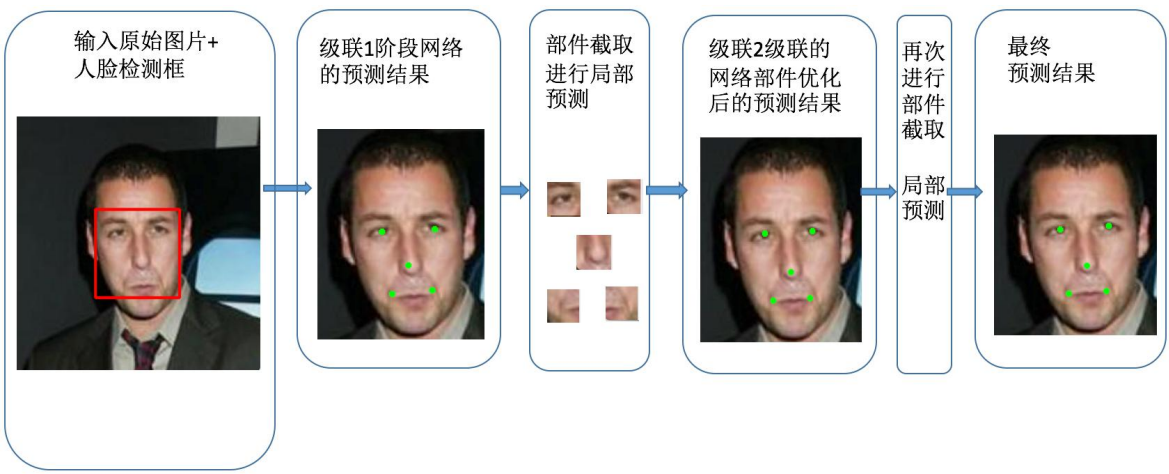 输入原始图片+
人脸检测框
级联1阶段网络
的预测结果
部件截取
进行局部
预测
级联2级联的
网络部件优化
后的预测结果
再次
进行
部件
截取
局部
预测
最终
预测结果